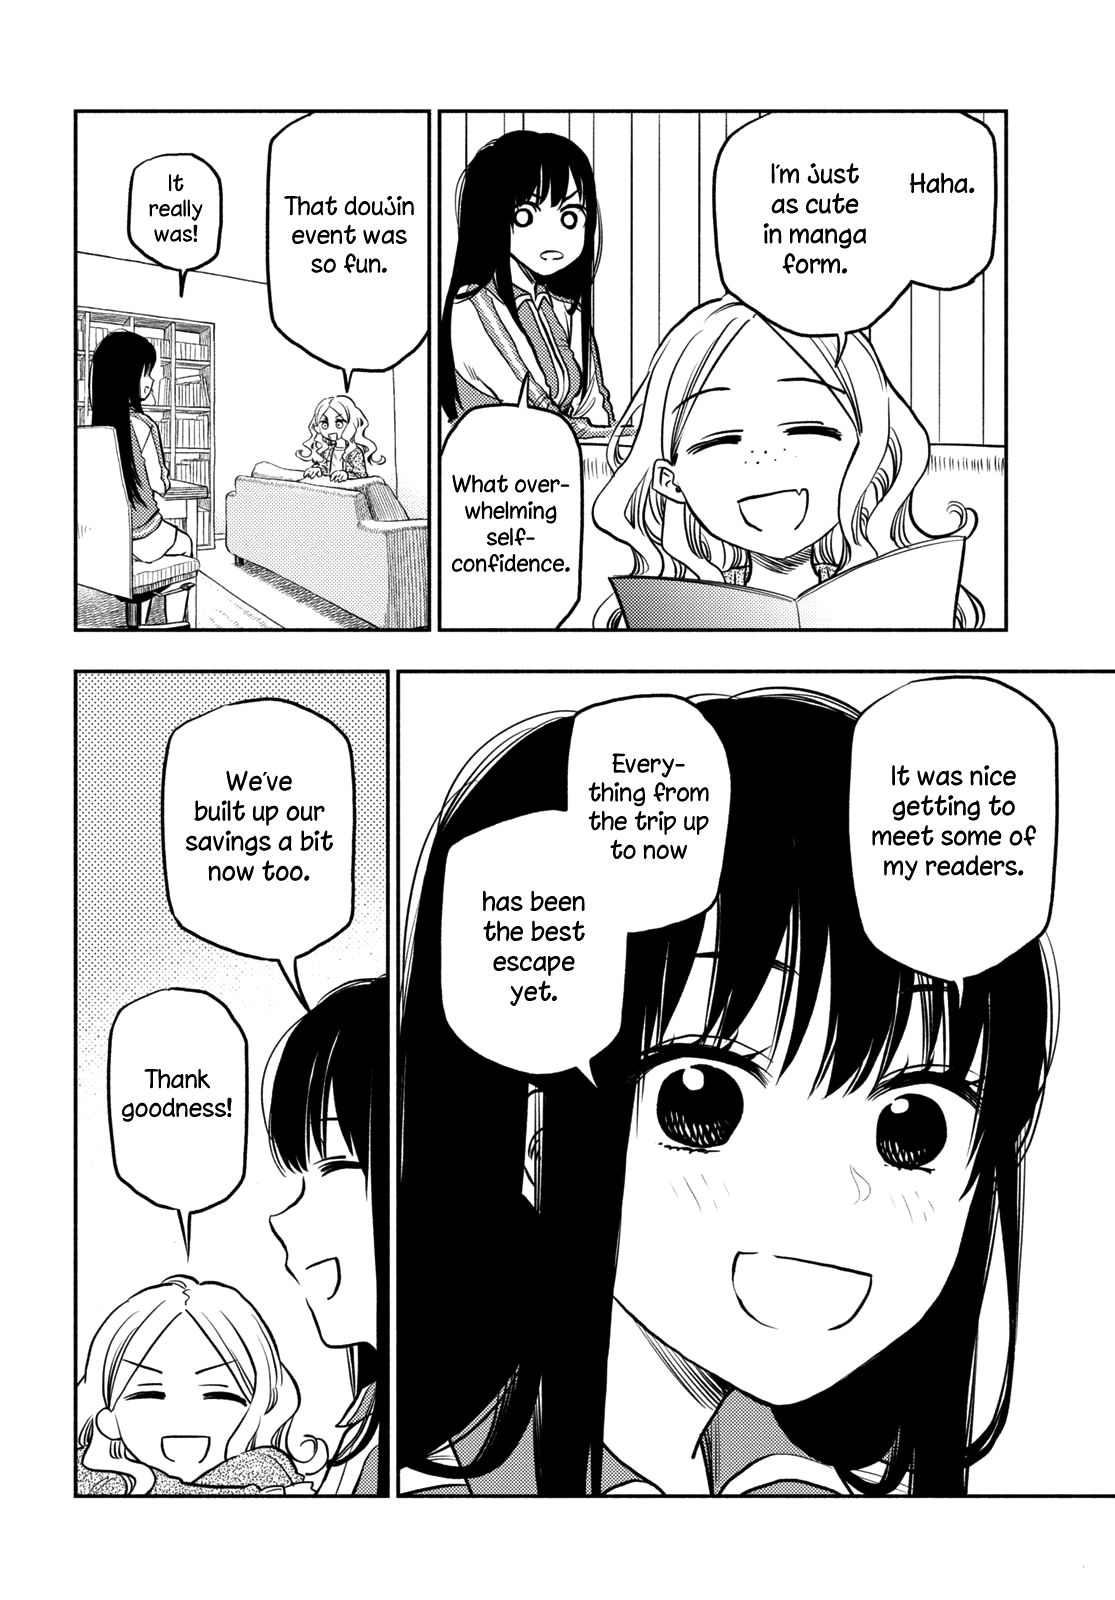 Haha.
I'm just
as cute
in manga
form.
What over-
whelming
self-
confidence.
That doujin
event was
so fun.
It
really
was!
It was nice
getting to
meet some of
my readers.
Every-
thing from
the trip up
to now
has been
the best
escape
yet.
We've
built up our
savings a bit
now too.
Thank
goodness!